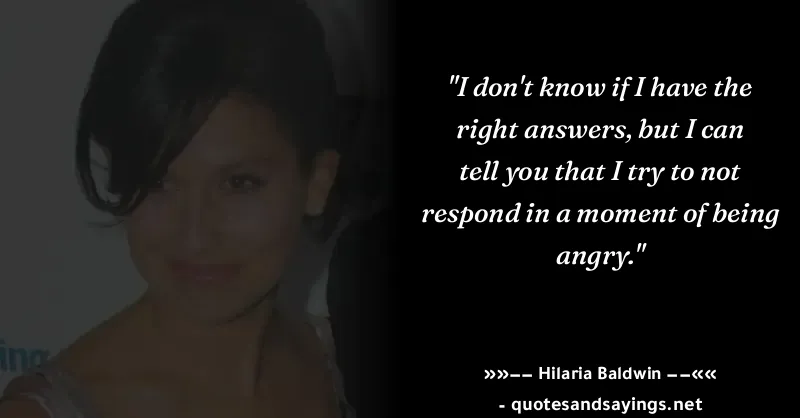 "I don't know if I have the
right answers, but I can
tell you that I try to not
respond in a moment of being
angry."
»»–– Hilaria Baldwin ––««
- quotesandsayings.net
ing